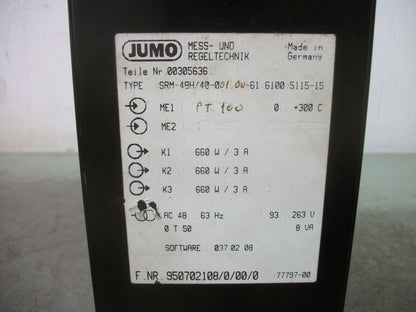 JUMO MESS- UND REGELTECHNIK Made in Germany
Teile Nr.00305636
TYPE SRM-49H/40-001.00-61.6100.5115-15
ME1 : PT 100 0 .. +300 C
ME2 :
K1 : 660 W / 3 A
K2 : 660 W / 3 A
K3 : 660 W / 3 A
AC 48 .. 63 Hz 93 .. 263 V
0 T 50 8 VA
SOFTWARE : 037 02 08
F.NR.950702108/0/00/0 77797-00